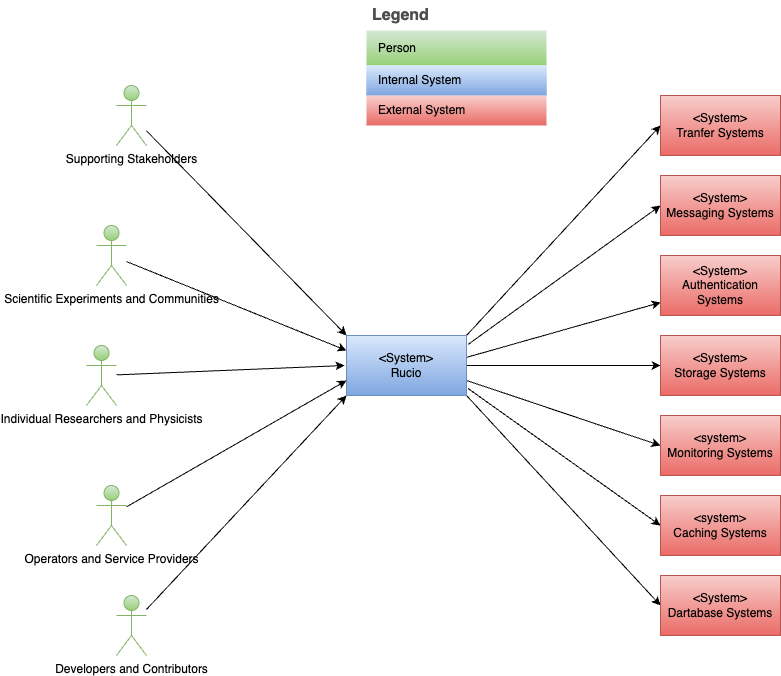 Legend
Person
Internal System
External System
Supporting Stakeholders
Scientific Experiments and Communities
Individual Researchers and Physicists
Operators and Service Providers
Developers and Contributors
<System>
Rucio
<System>
Tranfer Systems
<System>
Messaging Systems
<System>
Authentication
Systems
<System>
Storage Systems
<system>
Monitoring Systems
<system>
Caching Systems
<System>
Dartabase Systems